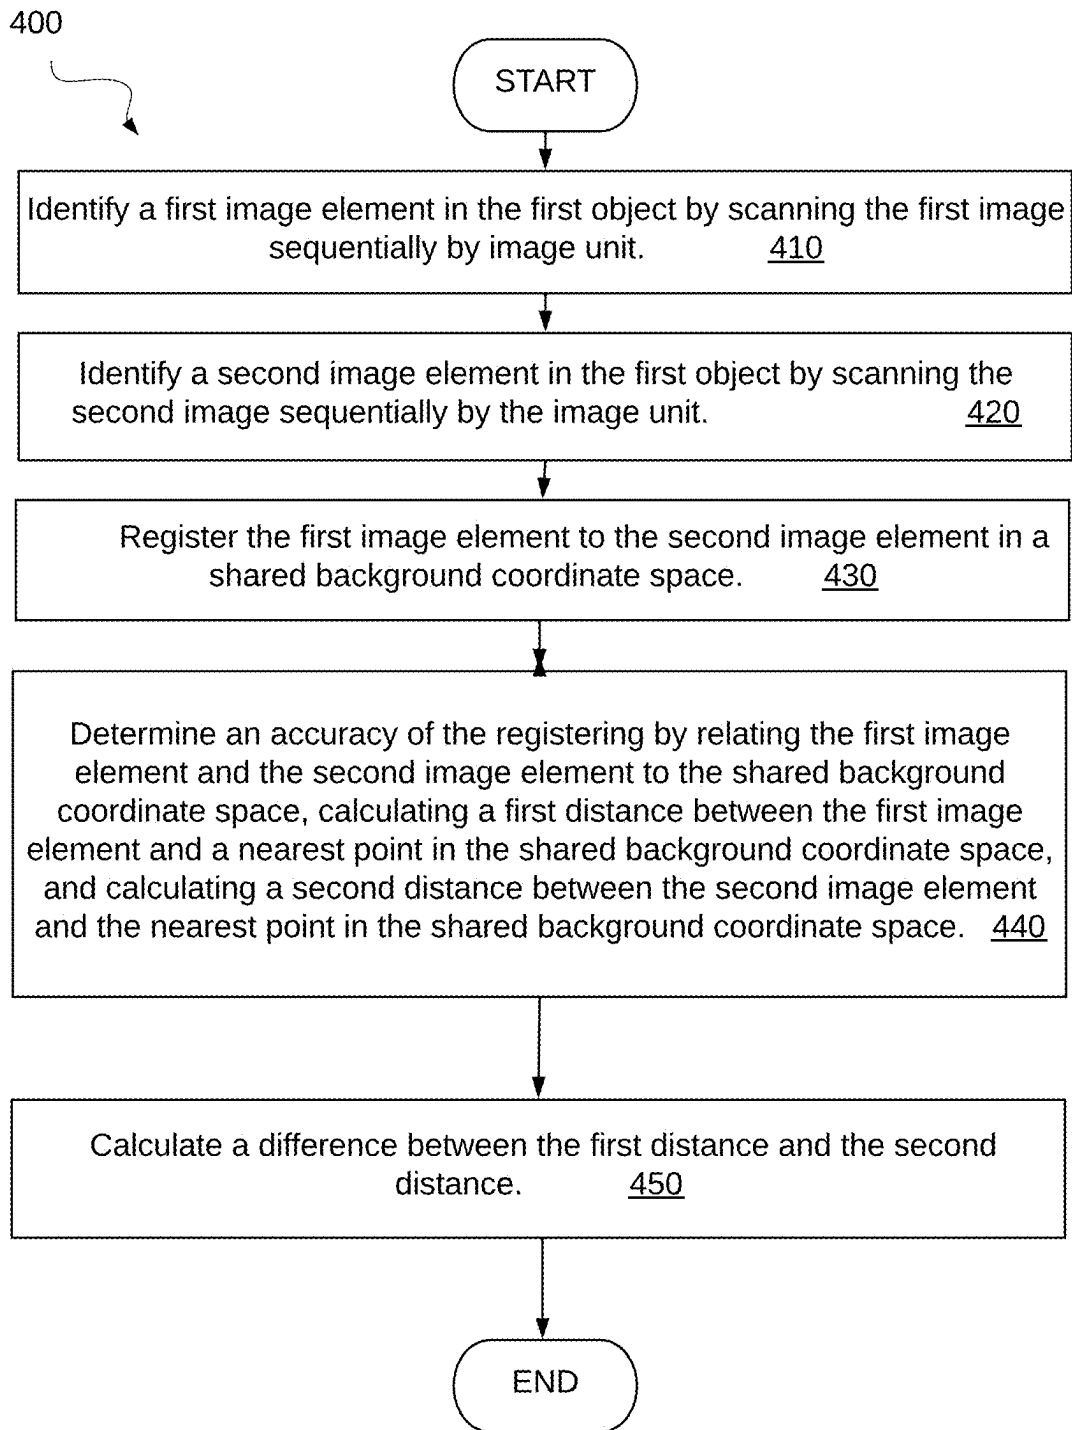 400
START
Identify a first image element in the first object by scanning the first image
sequentially by image unit. 410
Identify a second image element in the first object by scanning the
second image sequentially by the image unit. 420
Register the first image element to the second image element in a
shared background coordinate space. 430
Determine an accuracy of the registering by relating the first image
element and the second image element to the shared background
coordinate space, calculating a first distance between the first image
element and a nearest point in the shared background coordinate space,
and calculating a second distance between the second image element
and the nearest point in the shared background coordinate space. 440
Calculate a difference between the first distance and the second
distance. 450
END